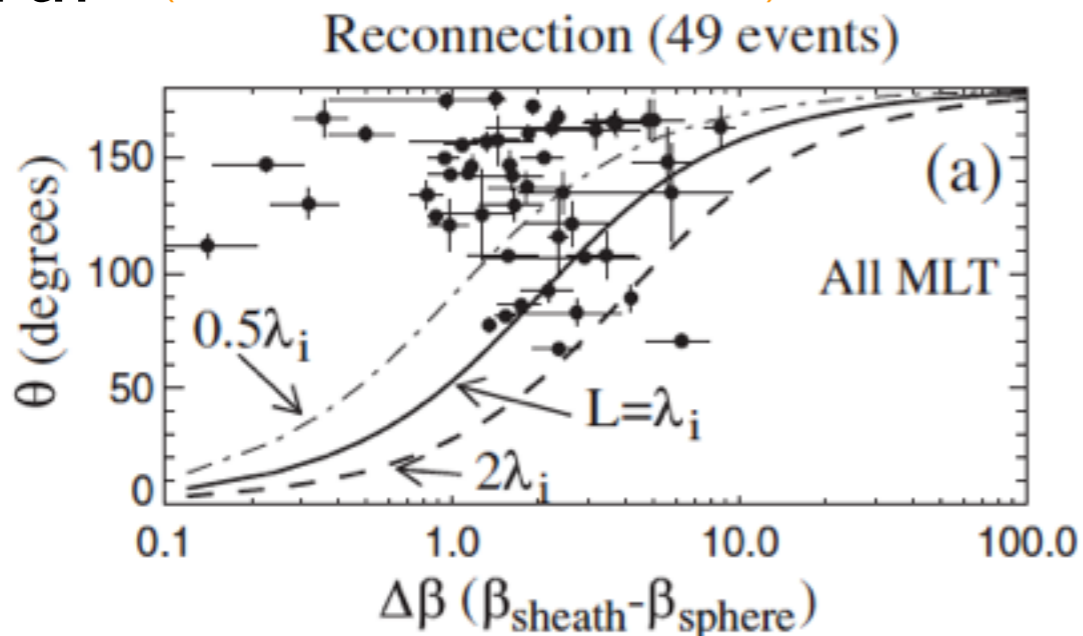 Reconnection (49 events)
150
(a)
100
All MLT
0.5λi
50
L=λi
2λi
0
θ (degrees)
0.1 1.0 10.0 100.0
Δβ (βsheath-βsphere)